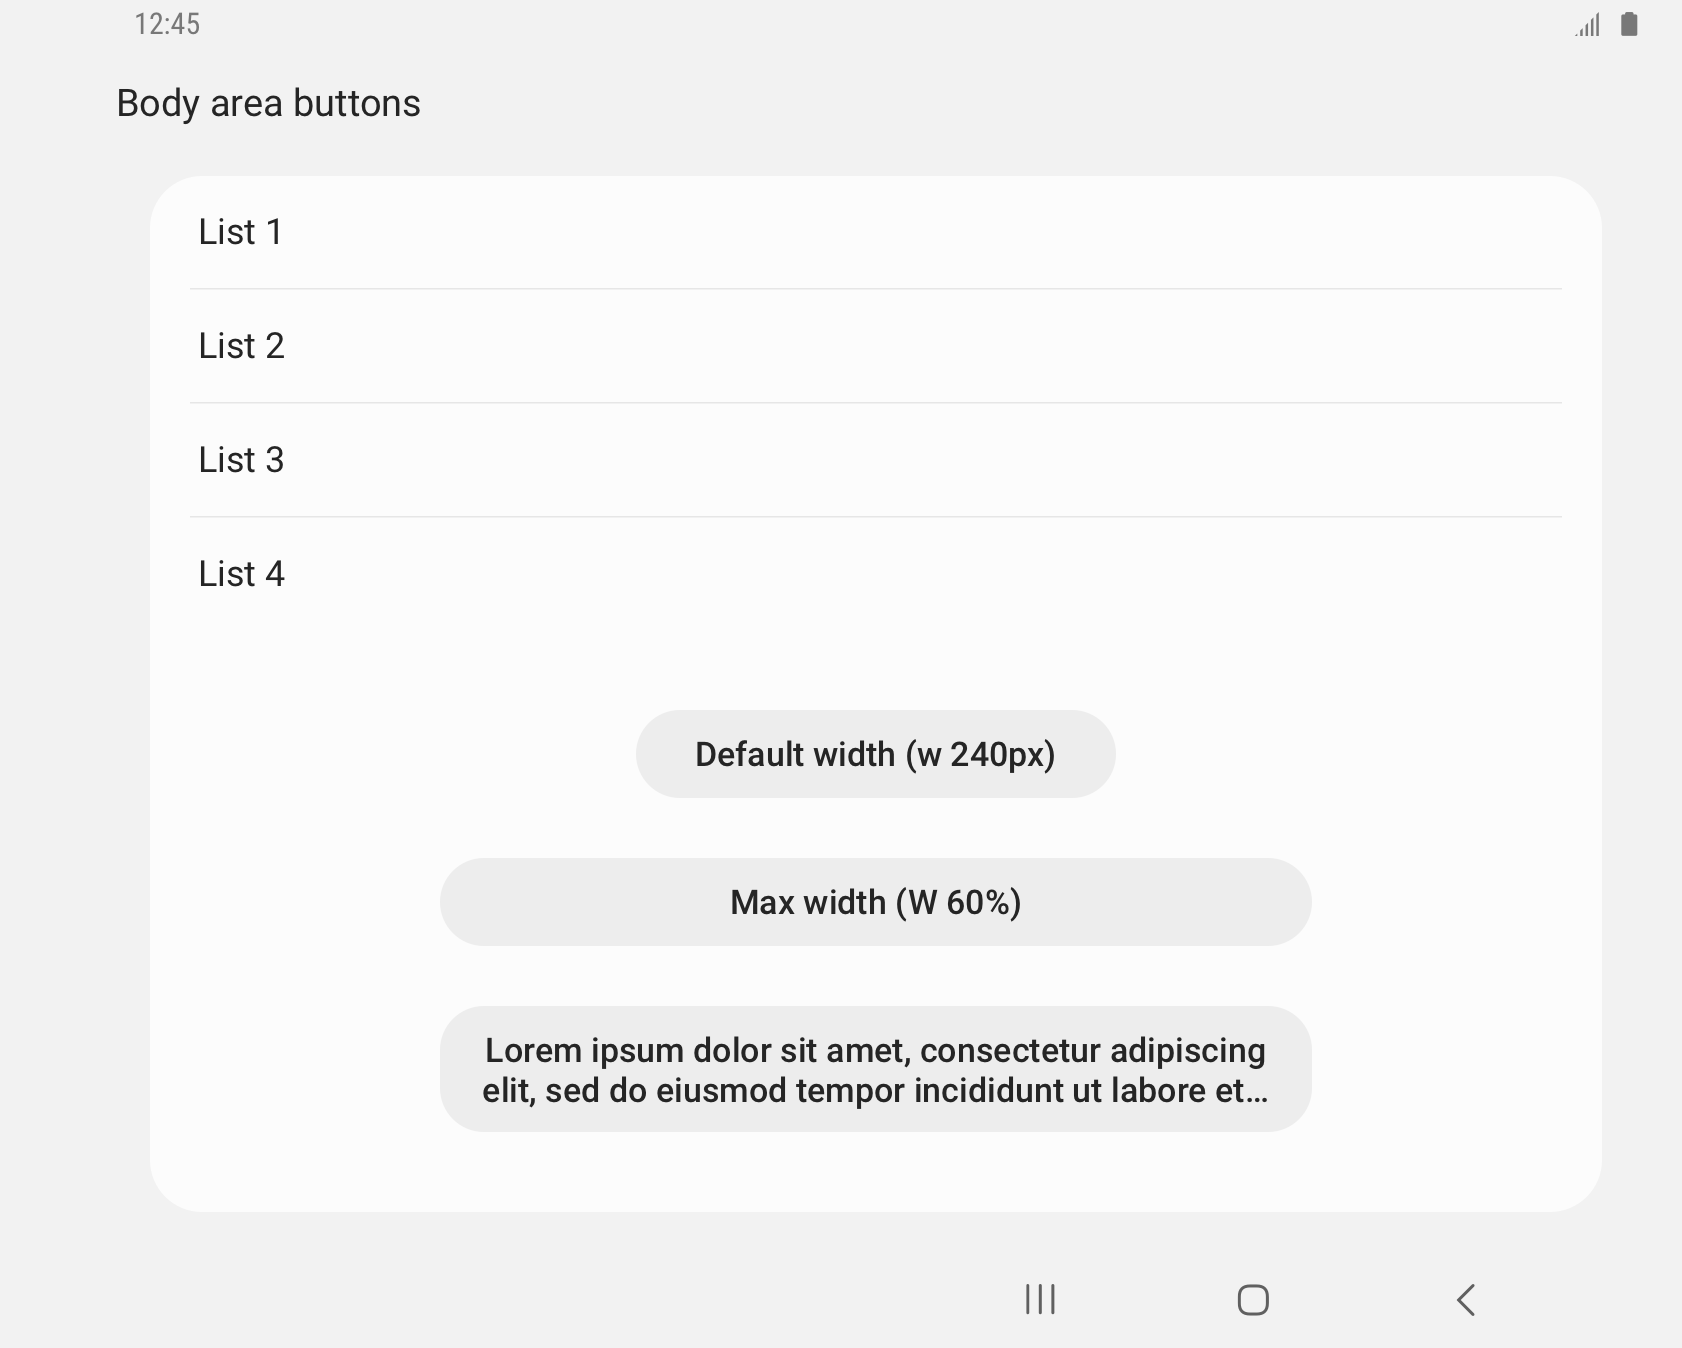 12:45
Body area buttons
List 1
List 2
List 3
List 4
Default width (w 240px)
Max width (W 60%)
Lorem ipsum dolor sit amet, consectetur adipiscing
elit, sed do eiusmod tempor incididunt ut labore et...